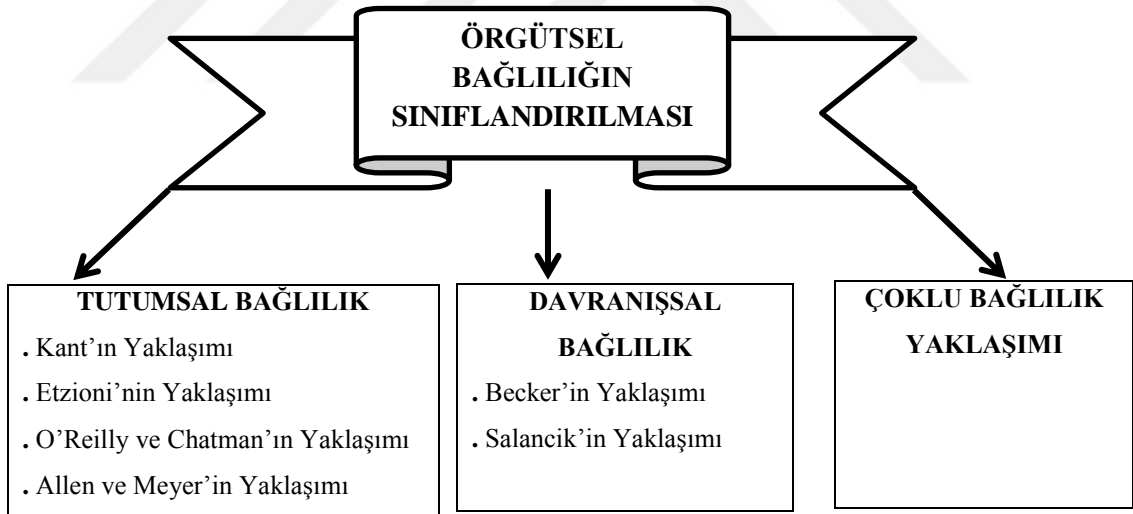 ÖRGÜTSEL
BAĞLILIĞIN
SINIFLANDIRILMASI
TUTUMSAL BAĞLILIK
. Kant’ın Yaklaşımı
. Etzioni’nin Yaklaşımı
. O’Reilly ve Chatman’ın Yaklaşımı
. Allen ve Meyer’in Yaklaşımı
DAVRANIŞSAL
BAĞLILIK
. Becker’in Yaklaşımı
. Salancik’in Yaklaşımı
ÇOKLU BAĞLILIK
YAKLAŞIMI